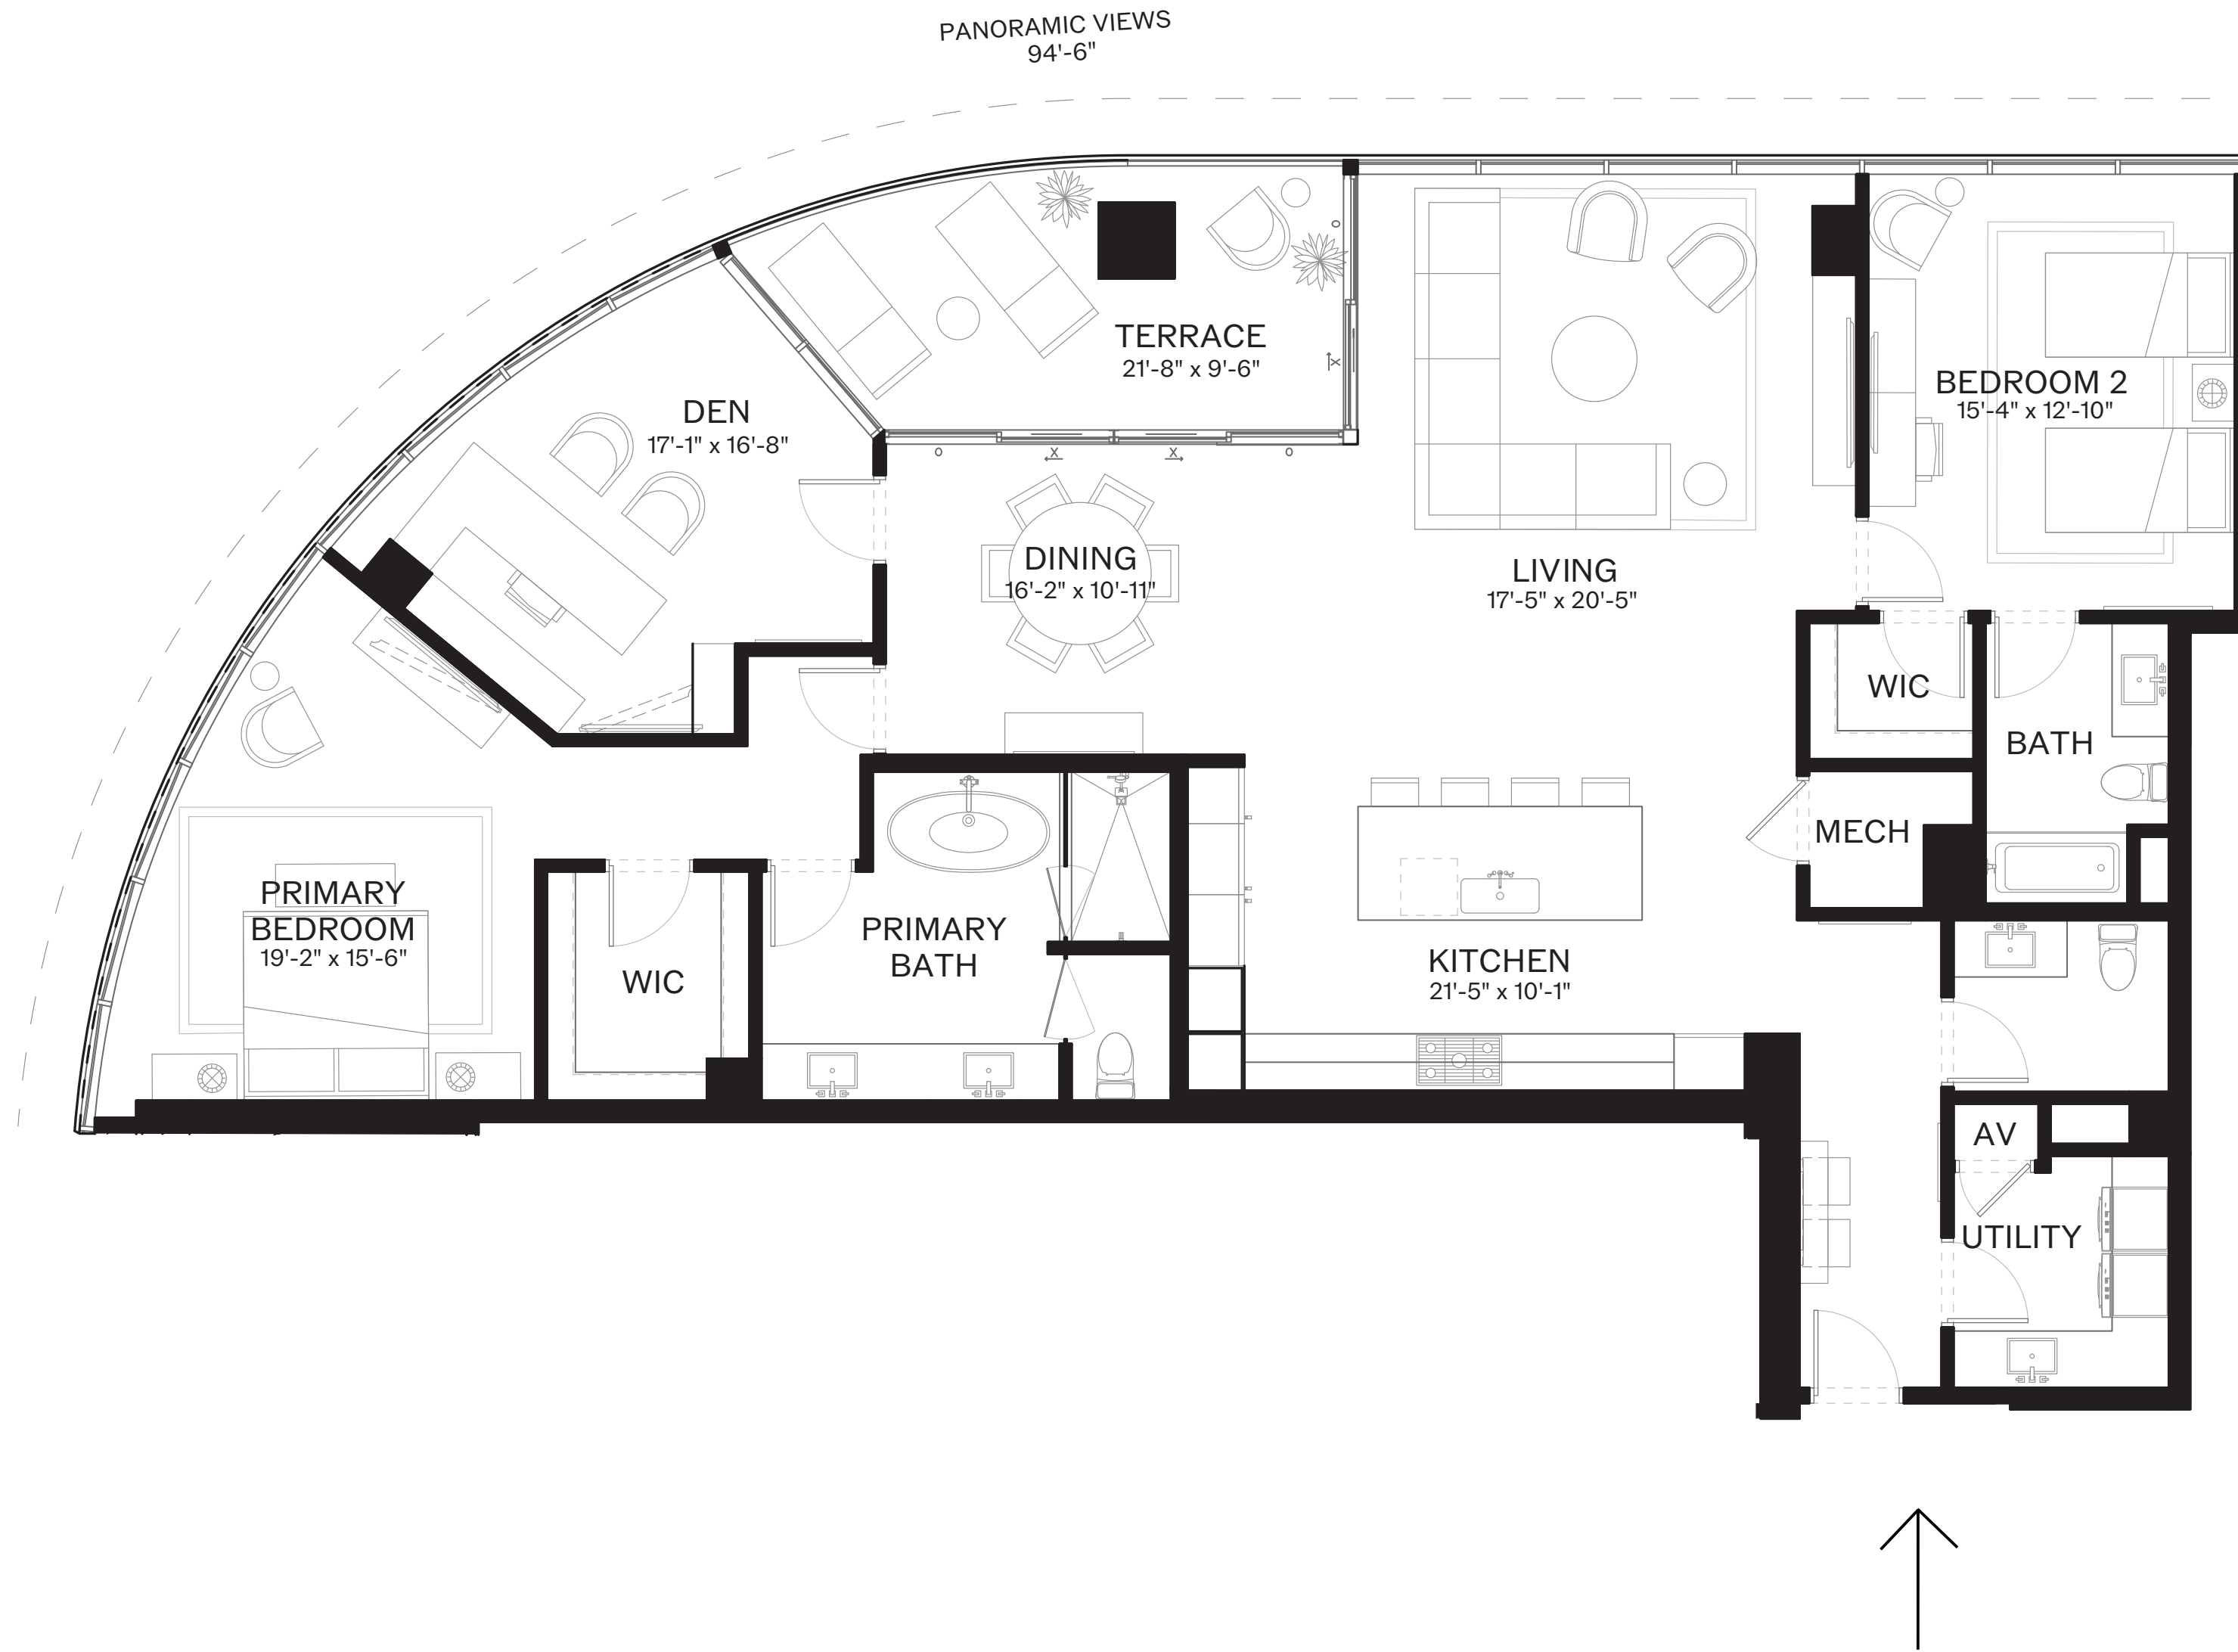 PANORAMIC VIEWS
94'-6"
TERRACE
21'-8" x 9'-6"
DEN
17'-1" x 16'-8"
BEDROOM 2
15'-4" x 12'-10"
O
X
O
X
X
O
DINING
16'-2" x 10'-11"
LIVING
17'-5" x 20'-5"
WIC
BATH
MECH
PRIMARY
BEDROOM
19'-2" x 15'-6"
WIC
PRIMARY
BATH
KITCHEN
21'-5" x 10'-1"
AV
UTILITY